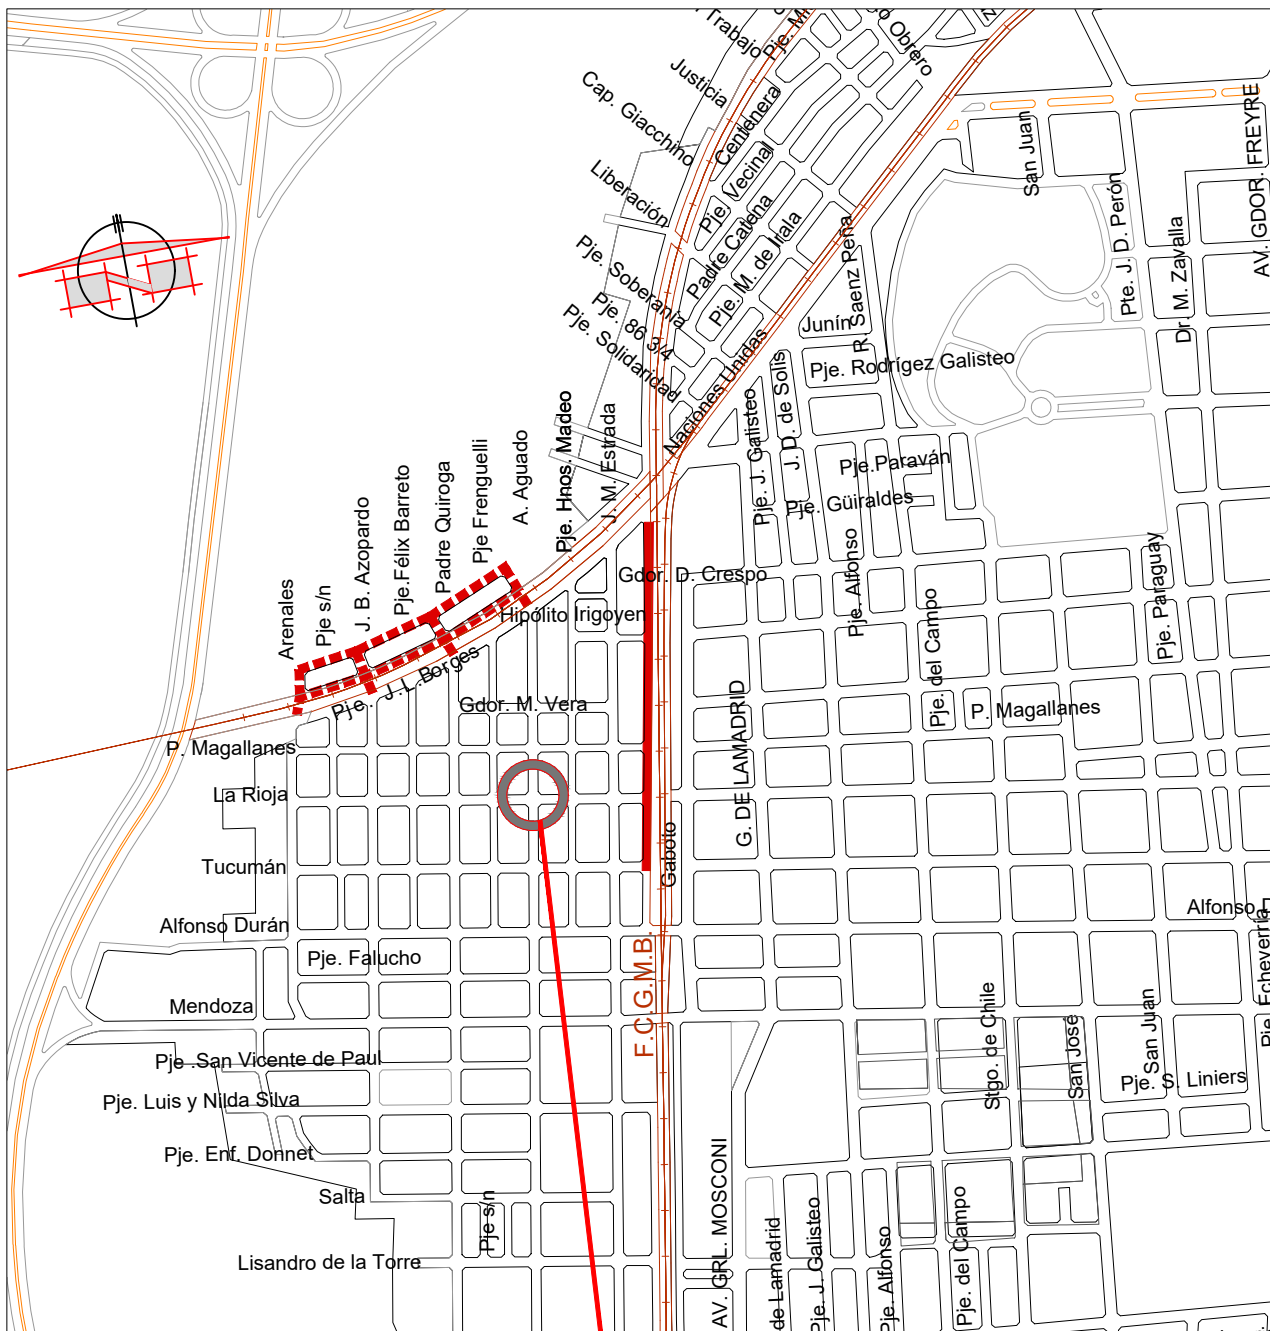 Trabajo
Obrero
Justicia
Cap. Giacchino
Centenera
Pje. Vecinal
Liberación
Padre Catena
Pje. M. de Irala
Pje. Soberanía
Pje. 86 3/4
Pje. Solidaridad
Naciones Unidas
San Juan
AV. GDOR. FREYRE
Pte. J. D. Perón
Dr. M. Zavalla
R. Saenz Peña
Junín
Pje. Rodrígez Galisteo
J. D. de Solís
Pje. J. Galisteo
Pje.Paraván
Pje. Güiraldes
Pje. Alfonso
Pje. Paraguay
Arenales
Pje s/n
J. B. Azopardo
Pje.Félix Barreto
Padre Quiroga
Pje Frenguelli
A. Aguado
Pje. Hnos. Madeo
J. M. Estrada
Gdor. D. Crespo
Hipólito Irigoyen
Pje. J.L.Borges
Gdor. M. Vera
Pje. del Campo
P. Magallanes
P. Magallanes
La Rioja
G. DE LAMADRID
Gaboto
Tucumán
Alfonso Durán
Alfonso
Pje. Falucho
F.C.G.M.B.
Mendoza
Stgo. de Chile
San José
San Juan
Pje. Echeverría
Pje .San Vicente de Paul
Pje. S. Liniers
Pje. Luis y Nilda Silva
Pje. Enf. Donnet
Salta
Pje s/n
Lisandro de la Torre
AV. GRL. MOSCONI
de Lamadrid
Pje. J. Galisteo
Pje. Alfonso
Pje. del Campo